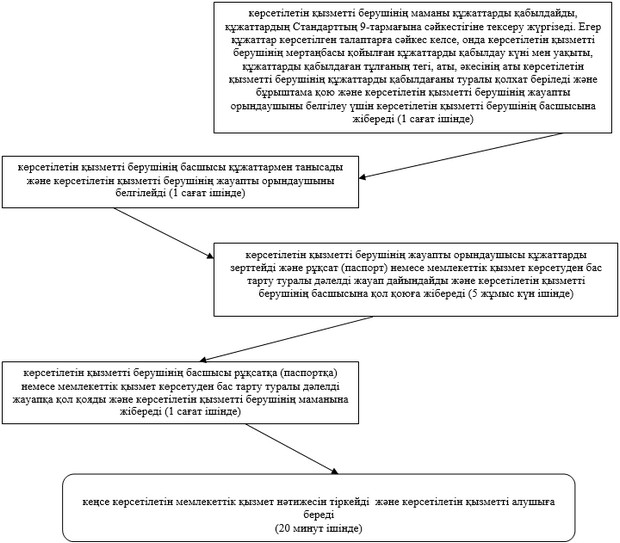 көрсетілетін қызметті берушінің маманы құжаттарды қабылдайды,
құжаттардың Стандарттың 9-тармағына сәйкестігіне тексеру жүргізеді. Егер
құжаттар көрсетілген талаптарға сәйкес келсе, онда көрсетілетін қызметті
берушінің мөртаңбасы қойылған құжаттарды қабылдау күні мен уақыты,
құжаттарды қабылдаған тұлғаның тегі, аты, әкесінің аты көрсетілетін
қызметті берушінің құжаттарды қабылдағаны туралы қолхат беріледі және
бұрыштама қою және көрсетілетін қызметті берушінің жауапты
орындаушыны белгілеу үшін көрсетілетін қызметті берушінің басшысына
жібереді (1 сағат ішінде)
көрсетілетін қызметті берушінің басшысы құжаттармен танысады
және көрсетілетін қызметті берушінің жауапты орындаушыны
белгілейді (1 сағат ішінде)
көрсетілетін қызметті берушінің жауапты орындаушысы құжаттарды
зерттейді және рұқсат (паспорт) немесе мемлекеттік қызмет көрсетуден бас
тарту туралы дәлелді жауап дайындайды және көрсетілетін қызметті
берушінің басшысына қол қоюға жібереді (5 жұмыс күн ішінде)
көрсетілетін қызметті берушінің басшысы рұқсатқа (паспортқа)
немесе мемлекеттік қызмет көрсетуден бас тарту туралы дәлелді
жауапқа қол қояды және көрсетілетін қызметті берушінің маманына
жібереді (1 сағат ішінде)
кеңсе көрсетілетін мемлекеттік қызмет нәтижесін тіркейді және көрсетілетін қызметті алушыға
береді
(20 минут ішінде)